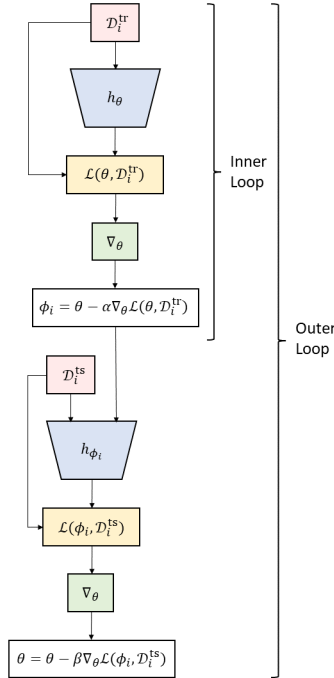 𝒟ᵢᵗʳ
h_θ
ℒ(θ, 𝒟ᵢᵗʳ)
Inner
Loop
∇_θ
ϕᵢ = θ − α∇_θℒ(θ, 𝒟ᵢᵗʳ)
Outer
Loop
𝒟ᵢᵗˢ
h_ϕᵢ
ℒ(ϕᵢ, 𝒟ᵢᵗˢ)
∇_θ
θ = θ − β∇_θℒ(ϕᵢ, 𝒟ᵢᵗˢ)